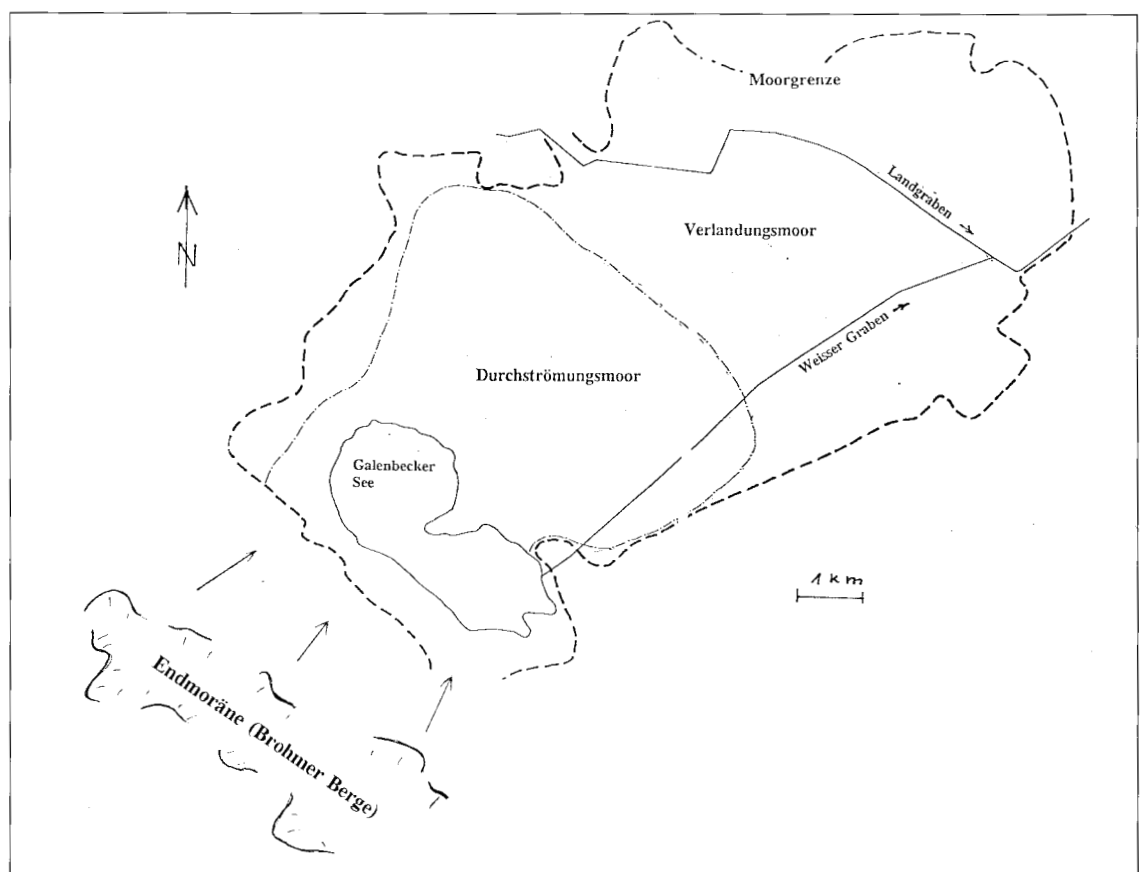 Moorgrenze
Landgraben
N
Verlandungsmoor
Weisser Graben
Durchströmungsmoor
Galenbecker
See
1 km
Endmoräne (Brohmer Berge)